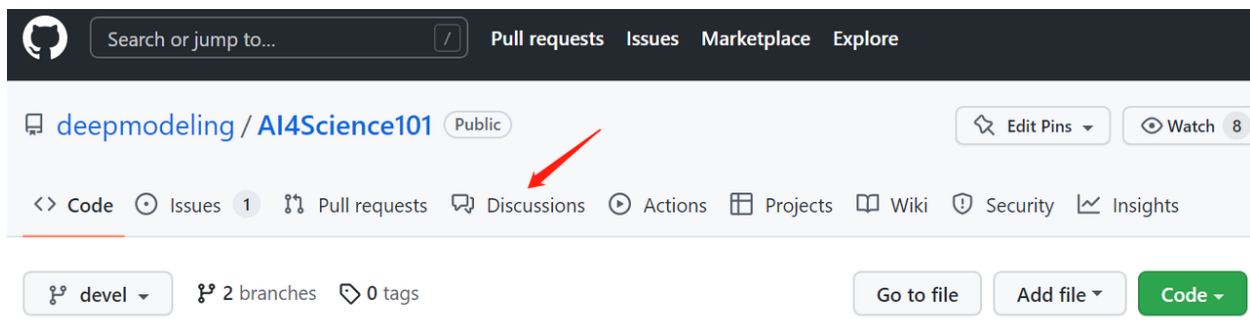 Search or jump to... / Pull requests Issues Marketplace Explore
deepmodeling / AI4Science101 Public Edit Pins Watch 8
Code Issues 1 Pull requests Discussions Actions Projects Wiki Security Insights
devel 2 branches 0 tags Go to file Add file Code